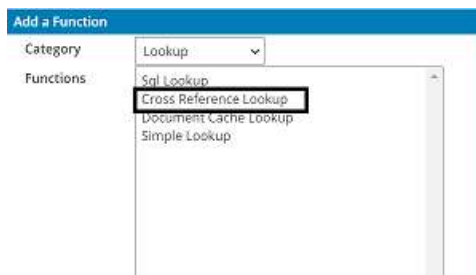 Add a Function
Category Lookup
Functions Sql Lookup
Cross Reference Lookup
Document Cache Lookup
Simple Lookup